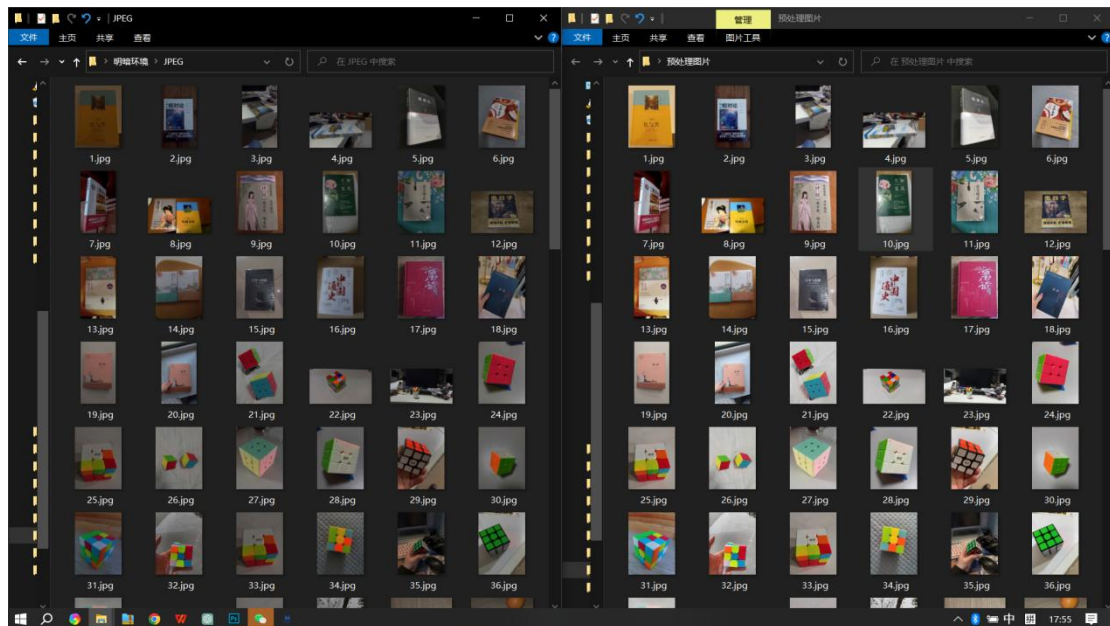 JPEG
文件 主页 共享 查看
明暗环境 > JPEG
在 JPEG 中搜索
1.jpg 2.jpg 3.jpg 4.jpg 5.jpg 6.jpg
7.jpg 8.jpg 9.jpg 10.jpg 11.jpg 12.jpg
13.jpg 14.jpg 15.jpg 16.jpg 17.jpg 18.jpg
19.jpg 20.jpg 21.jpg 22.jpg 23.jpg 24.jpg
25.jpg 26.jpg 27.jpg 28.jpg 29.jpg 30.jpg
31.jpg 32.jpg 33.jpg 34.jpg 35.jpg 36.jpg
管理 预处理图片
文件 主页 共享 查看 图片工具
预处理图片
在 预处理图片 中搜索
1.jpg 2.jpg 3.jpg 4.jpg 5.jpg 6.jpg
7.jpg 8.jpg 9.jpg 10.jpg 11.jpg 12.jpg
13.jpg 14.jpg 15.jpg 16.jpg 17.jpg 18.jpg
中国通史
19.jpg 20.jpg 21.jpg 22.jpg 23.jpg 24.jpg
25.jpg 26.jpg 27.jpg 28.jpg 29.jpg 30.jpg
31.jpg 32.jpg 33.jpg 34.jpg 35.jpg 36.jpg
中 拼 17:55